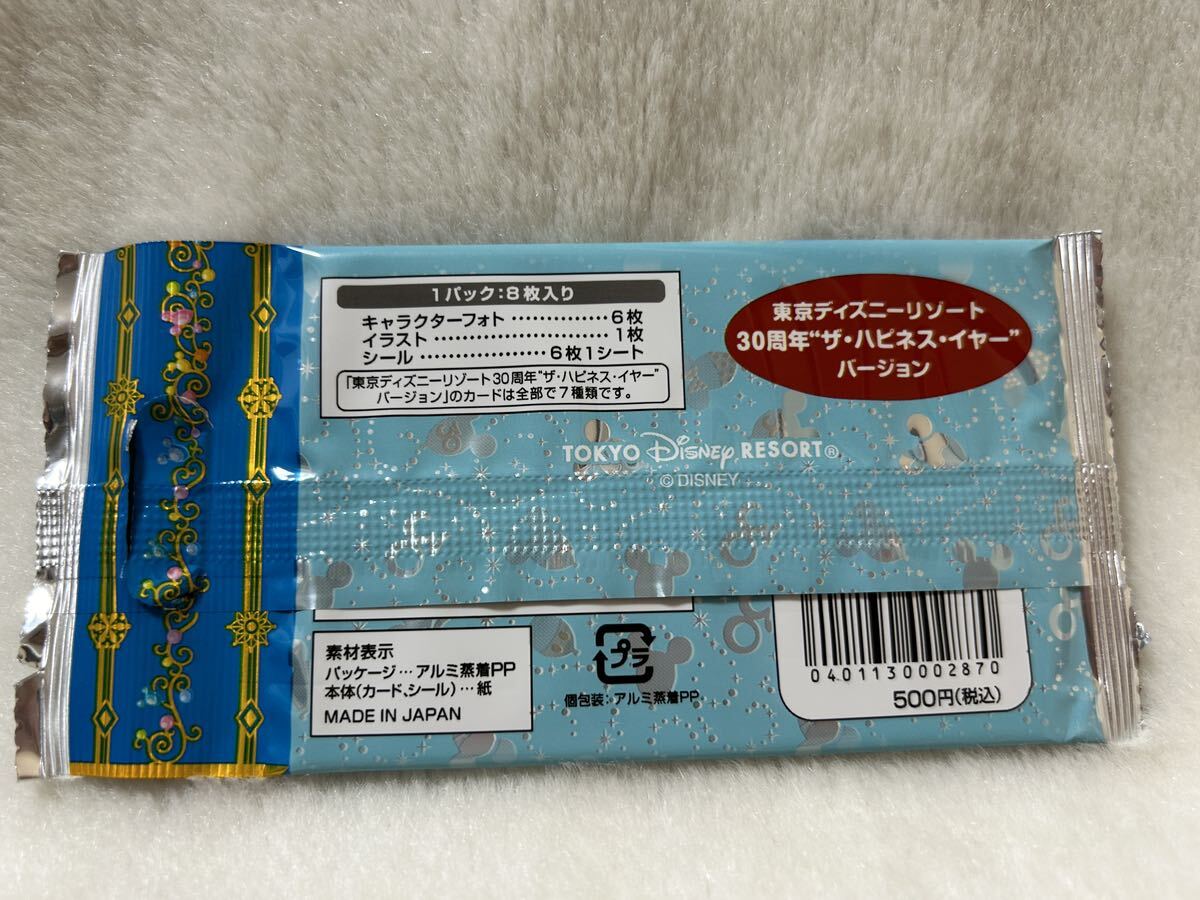 1パック:8枚入り
キャラクターフォト……………6枚
イラスト……………………1枚
シール…………………6枚1シート
「東京ディズニーリゾート30周年“ザ・ハピネス・イヤー”
バージョン」のカードは全部で7種類です。
東京ディズニーリゾート
30周年“ザ・ハピネス・イヤー”
バージョン
TOKYO Disney RESORT®
© DISNEY
素材表示
パッケージ…アルミ蒸着PP
本体(カード、シール)…紙
MADE IN JAPAN
プラ
個包装:アルミ蒸着PP
0401130002870
500円(税込)